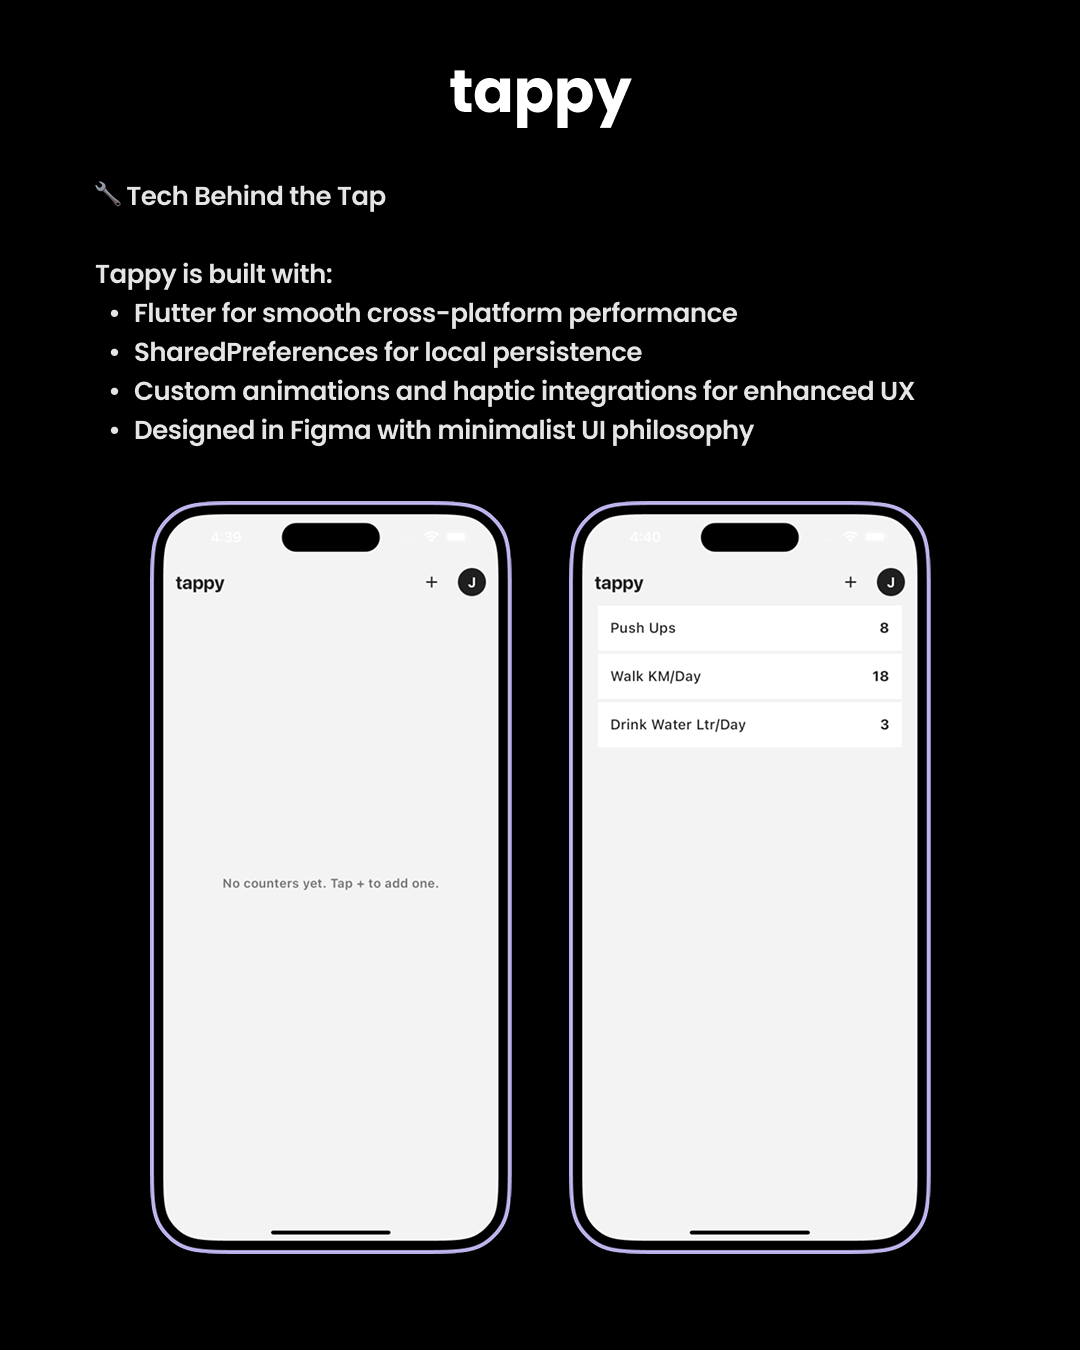 tappy
🔧 Tech Behind the Tap
Tappy is built with:
• Flutter for smooth cross-platform performance
• SharedPreferences for local persistence
• Custom animations and haptic integrations for enhanced UX
• Designed in Figma with minimalist UI philosophy
4:39
tappy + J
No counters yet. Tap + to add one.
4:40
tappy + J
Push Ups 8
Walk KM/Day 18
Drink Water Ltr/Day 3